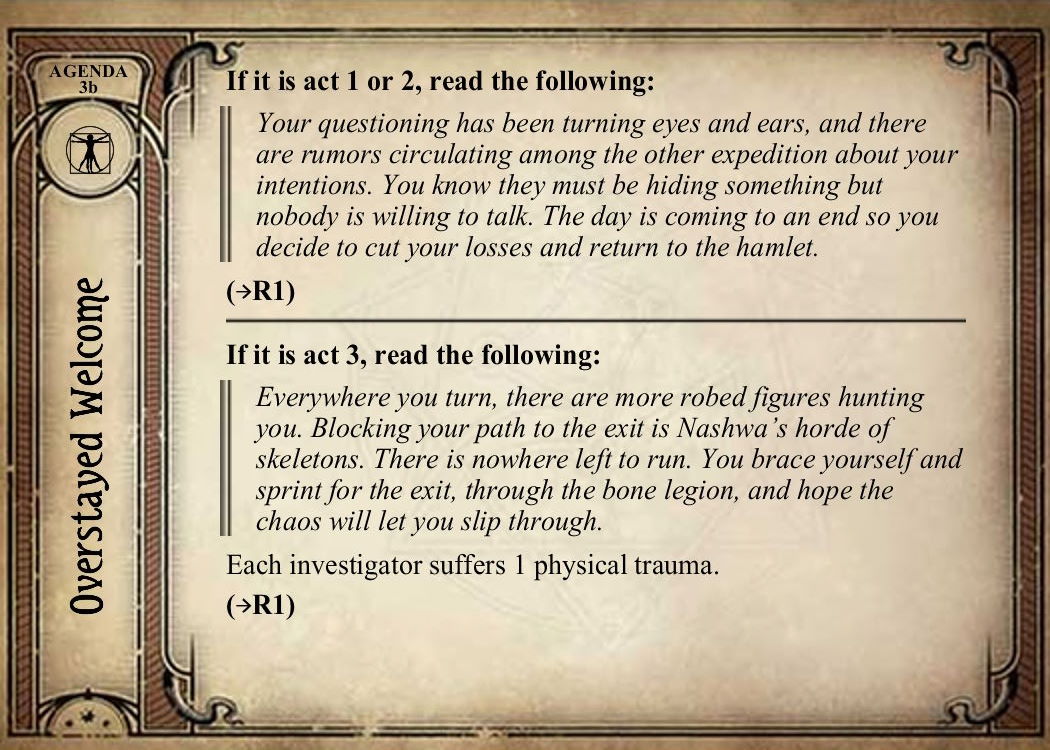 AGENDA
3b
Overstayed Welcome
If it is act 1 or 2, read the following:
Your questioning has been turning eyes and ears, and there
are rumors circulating among the other expedition about your
intentions. You know they must be hiding something but
nobody is willing to talk. The day is coming to an end so you
decide to cut your losses and return to the hamlet.
(→R1)
If it is act 3, read the following:
Everywhere you turn, there are more robed figures hunting
you. Blocking your path to the exit is Nashwa’s horde of
skeletons. There is nowhere left to run. You brace yourself and
sprint for the exit, through the bone legion, and hope the
chaos will let you slip through.
Each investigator suffers 1 physical trauma.
(→R1)